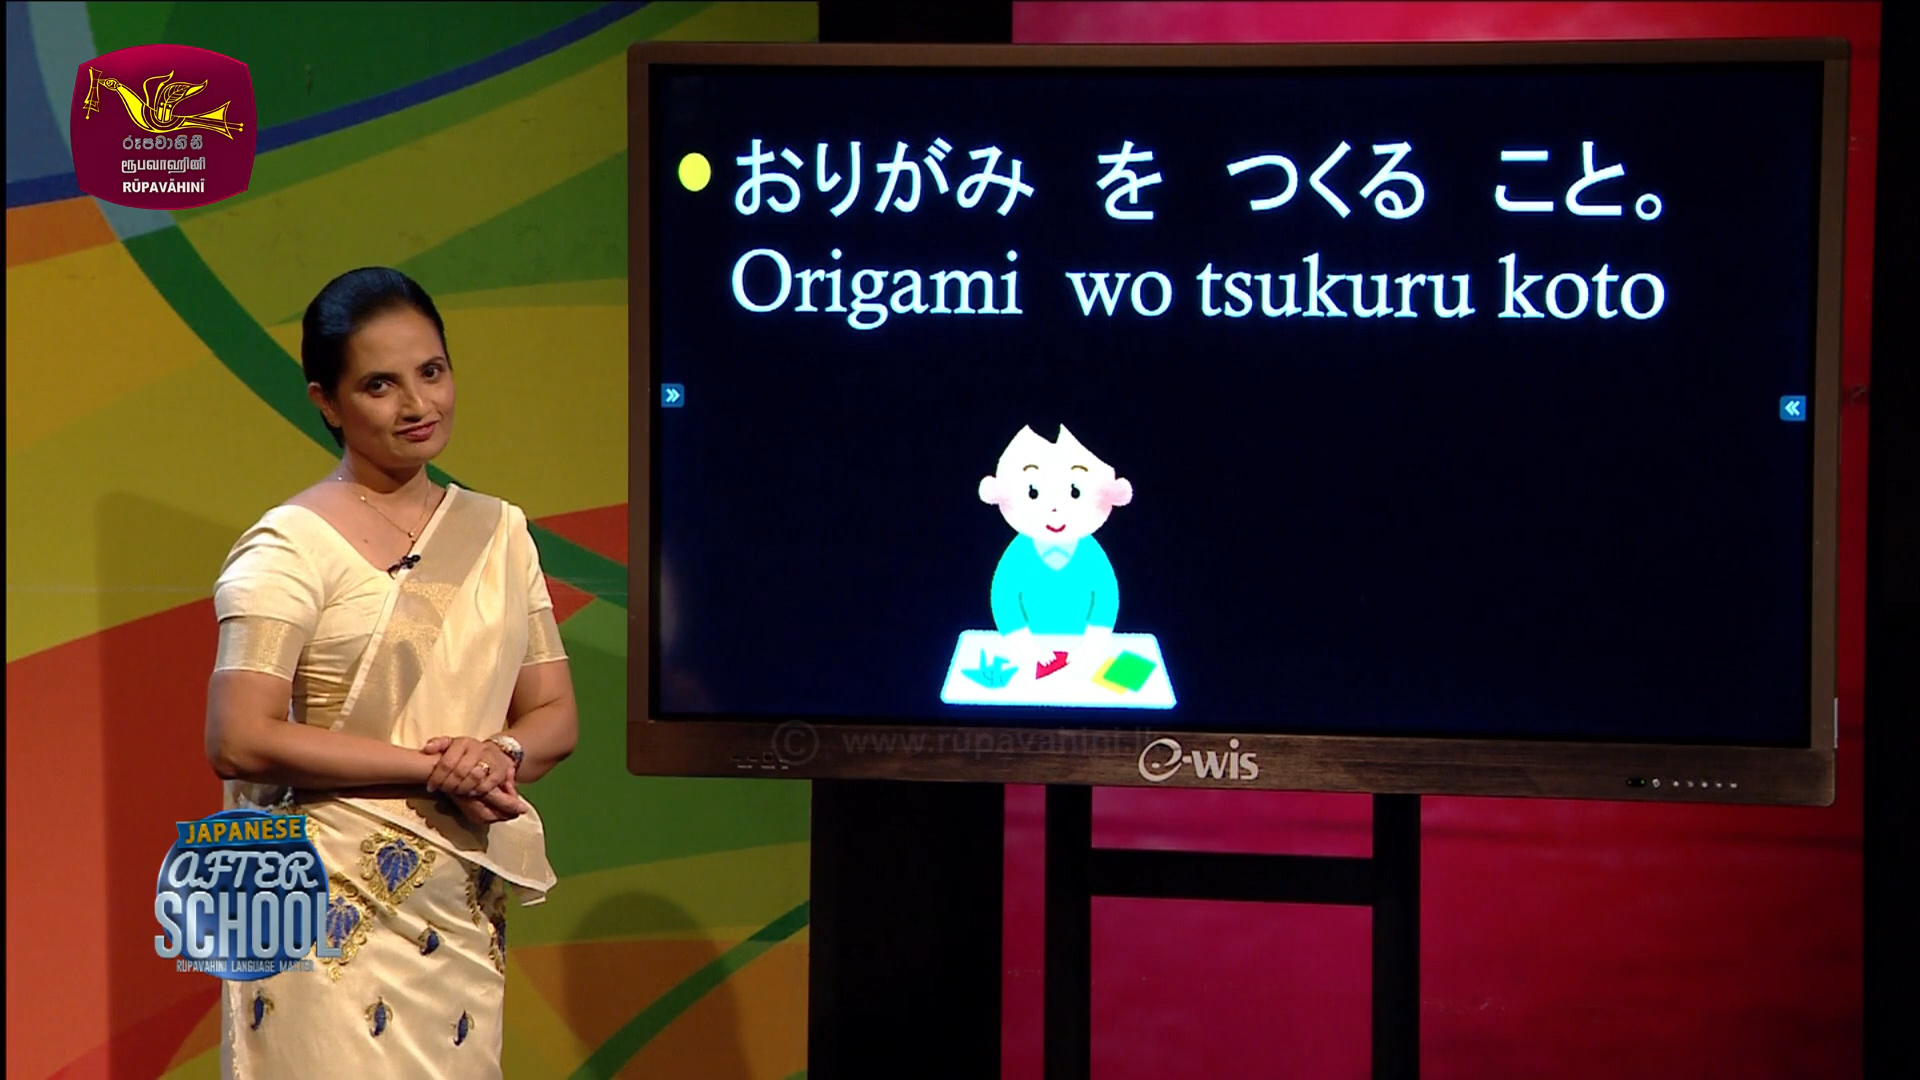 රූපවාහිනී
ரூபவாஹினி
RŪPAVĀHINĪ
おりがみ を つくる こと。
Origami wo tsukuru koto
© www.rupavahini.lk
e-wis
JAPANESE
AFTER
SCHOOL
RUPAVAHINI LANGUAGE MASTER